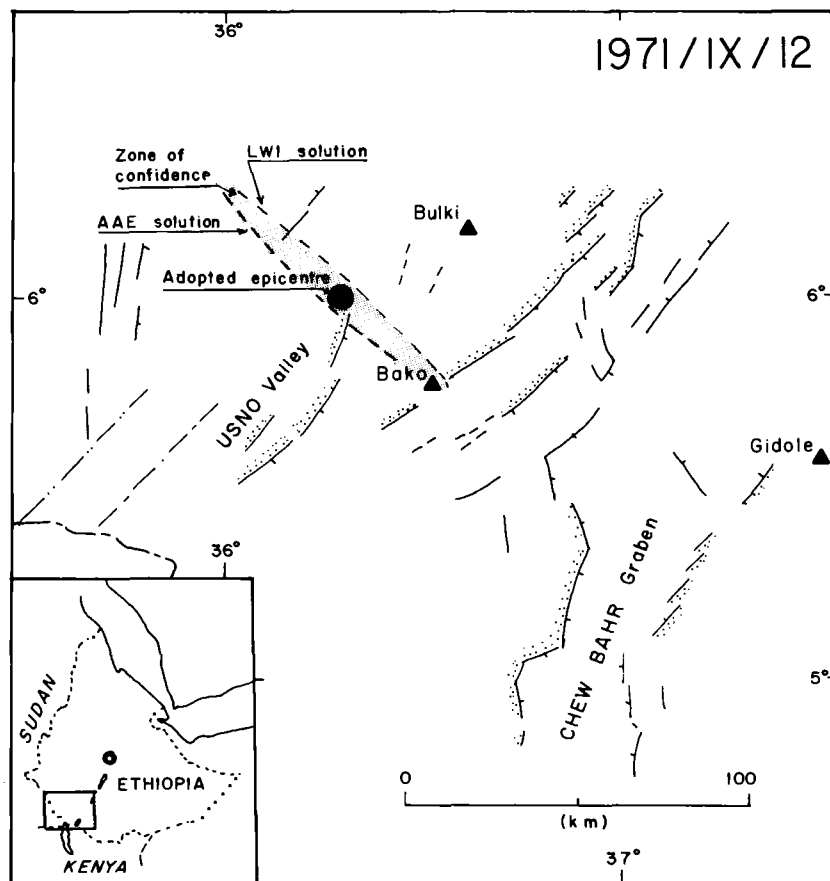 36°
1971/IX/12
Zone of
confidence
LWI solution
AAE solution
Bulki
Adopted epicentre
6°
6°
USNO Valley
Bako
Gidole
36°
CHEW BAHR Graben
5°
SUDAN
ETHIOPIA
KENYA
0
100
(km)
37°